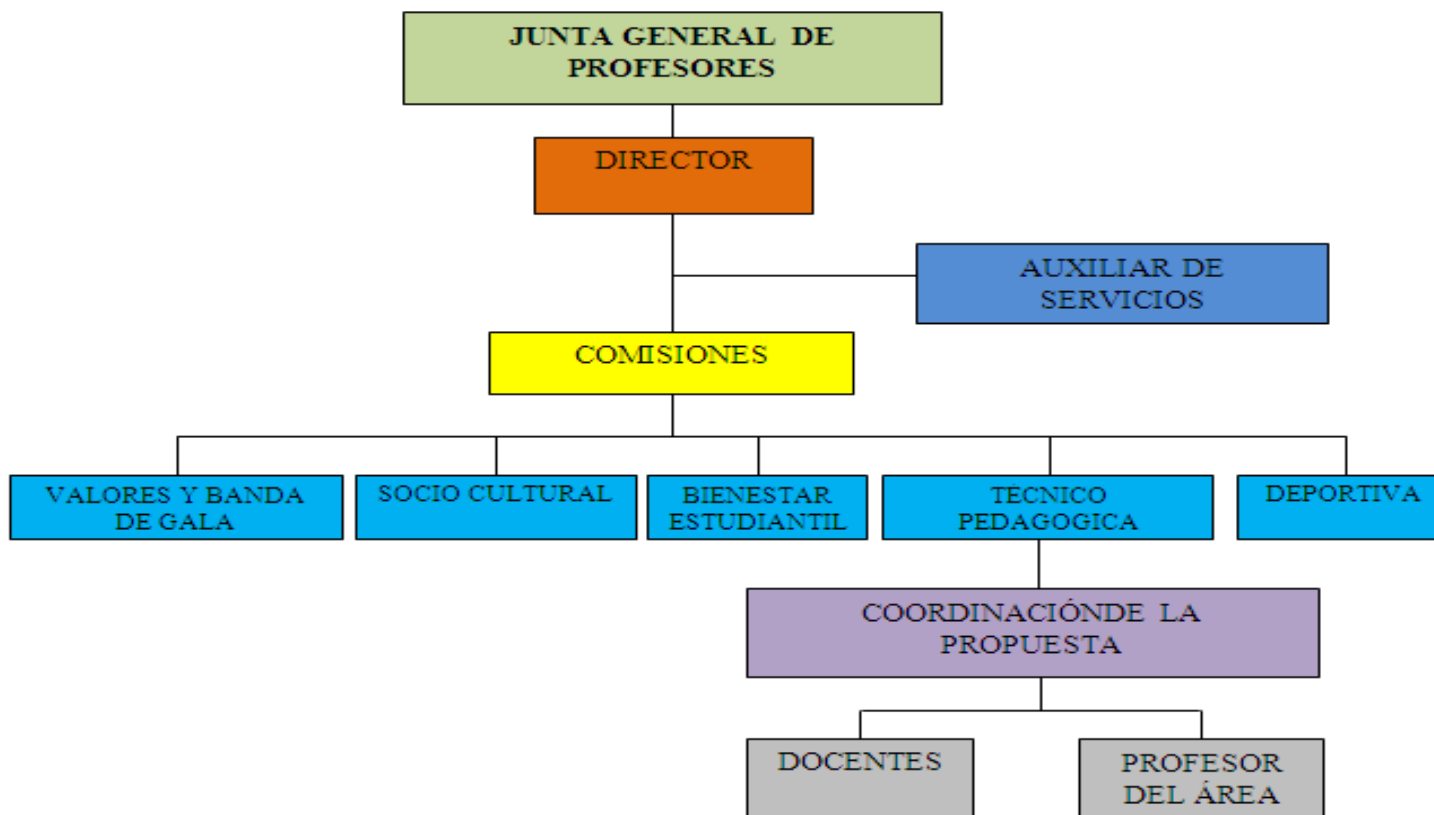 JUNTA GENERAL DE
PROFESORES
DIRECTOR
AUXILIAR DE
SERVICIOS
COMISIONES
VALORES Y BANDA
DE GALA
SOCIO CULTURAL
BIENESTAR
ESTUDIANTIL
TÉCNICO
PEDAGOGICA
DEPORTIVA
COORDINACIÓNDE LA
PROPUESTA
DOCENTES
PROFESOR
DEL ÁREA